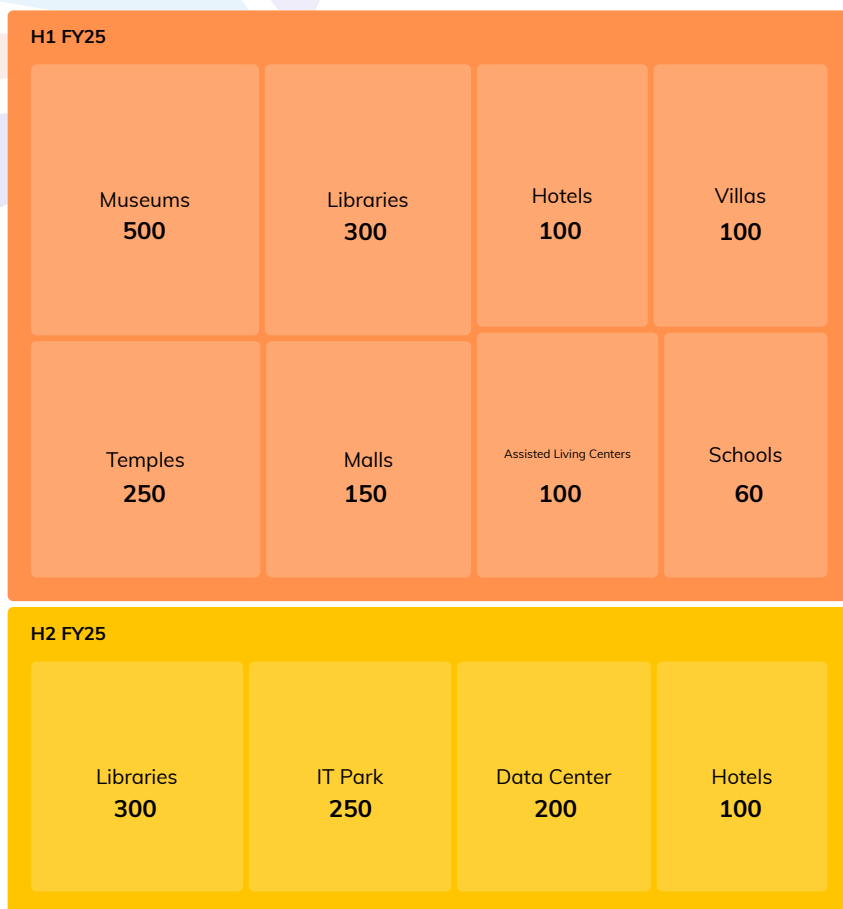 H1 FY25
Museums
500
Libraries
300
Hotels
100
Villas
100
Temples
250
Malls
150
Assisted Living Centers
100
Schools
60
H2 FY25
Libraries
300
IT Park
250
Data Center
200
Hotels
100